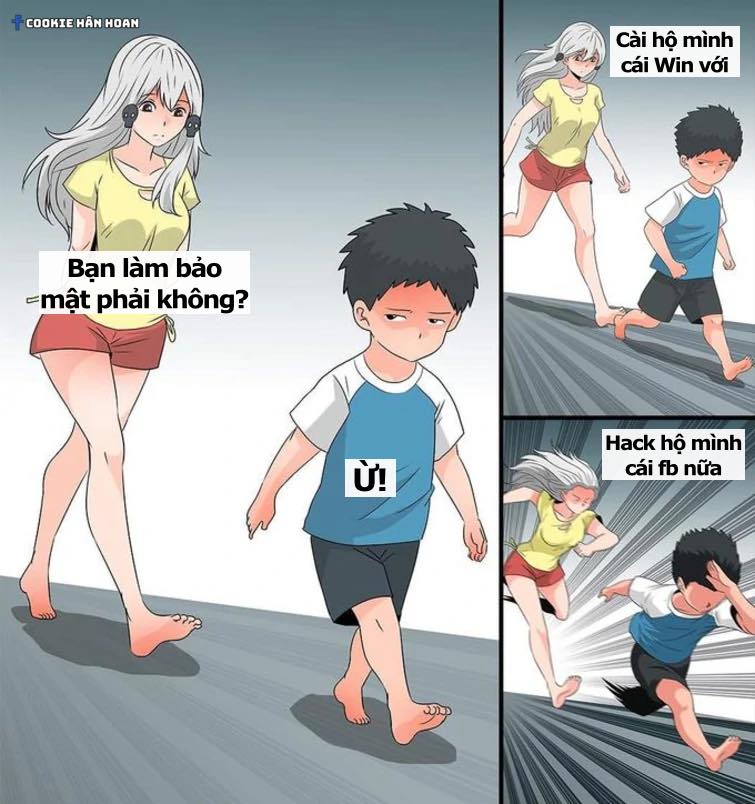 COOKIE HÂN HOAN
Bạn làm bảo
mật phải không?
Ừ!
Cài hộ mình
cái Win với
Hack hộ mình
cái fb nữa